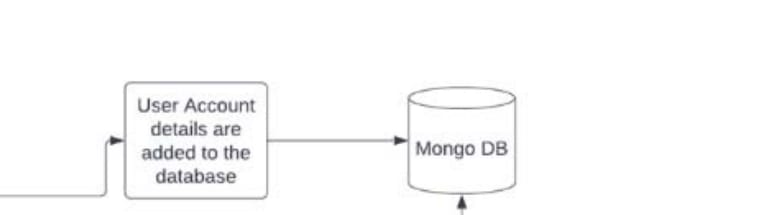 User Account
details are
added to the
database
Mongo DB